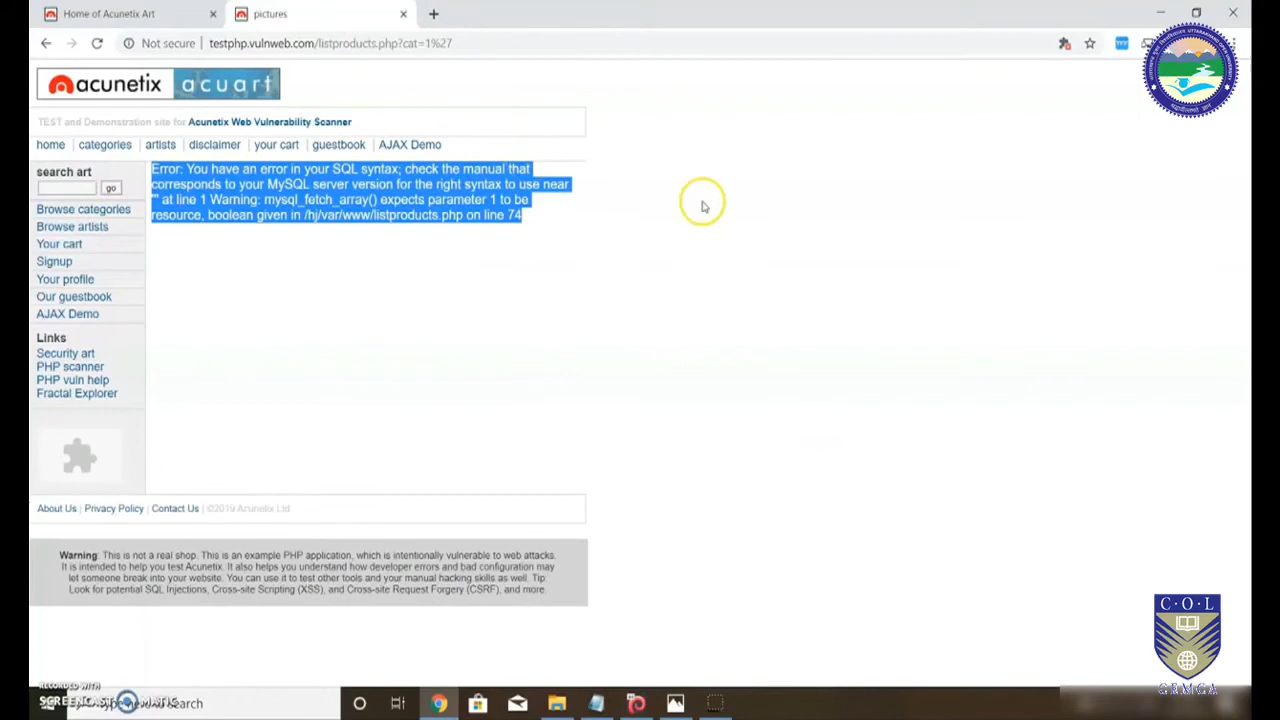 Home of Acunetix Art
pictures
Not secure | testphp.vulnweb.com/listproducts.php?cat=1%27
acunetix acuart
TEST and Demonstration site for Acunetix Web Vulnerability Scanner
home | categories | artists | disclaimer | your cart | guestbook | AJAX Demo
search art
go
Browse categories
Browse artists
Your cart
Signup
Your profile
Our guestbook
AJAX Demo
Links
Security art
PHP scanner
PHP vuln help
Fractal Explorer
Error: You have an error in your SQL syntax; check the manual that
corresponds to your MySQL server version for the right syntax to use near
''' at line 1 Warning: mysql_fetch_array() expects parameter 1 to be
resource, boolean given in /hj/var/www/listproducts.php on line 74
About Us | Privacy Policy | Contact Us | ©2019 Acunetix Ltd
Warning: This is not a real shop. This is an example PHP application, which is intentionally vulnerable to web attacks.
It is intended to help you test Acunetix. It also helps you understand how developer errors and bad configuration may
let someone break into your website. You can use it to test other tools and your manual hacking skills as well. Tip:
Look for potential SQL Injections, Cross-site Scripting (XSS), and Cross-site Request Forgery (CSRF), and more.
C·O·L
RECORDED WITH
SCREENCAST MATIC
search